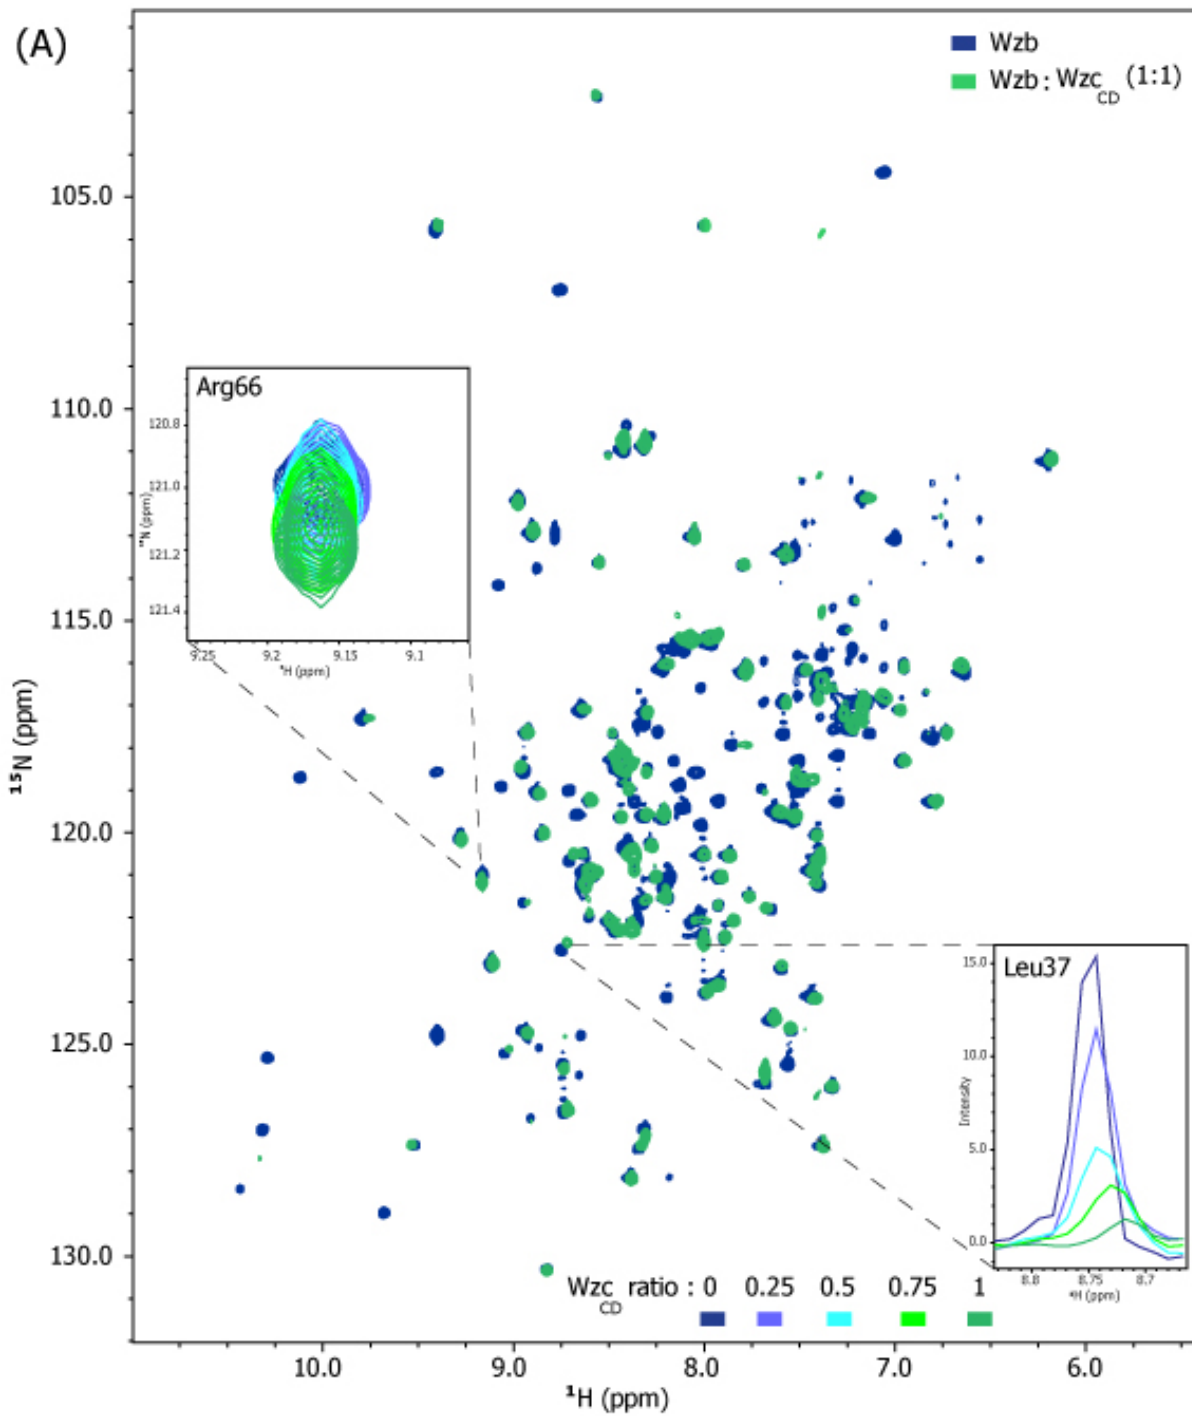 (A)
Wzb
Wzb : Wzc_CD (1:1)
105.0
110.0
115.0
120.0
125.0
130.0
¹⁵N (ppm)
Arg66
120.8
121.0
121.2
121.4
¹⁵N (ppm)
9.25 9.2 9.15 9.1
¹H (ppm)
Leu37
15.0
10.0
5.0
0.0
Intensity
8.8 8.75 8.7
¹H (ppm)
Wzc_CD ratio : 0 0.25 0.5 0.75 1
10.0 9.0 8.0 7.0 6.0
¹H (ppm)